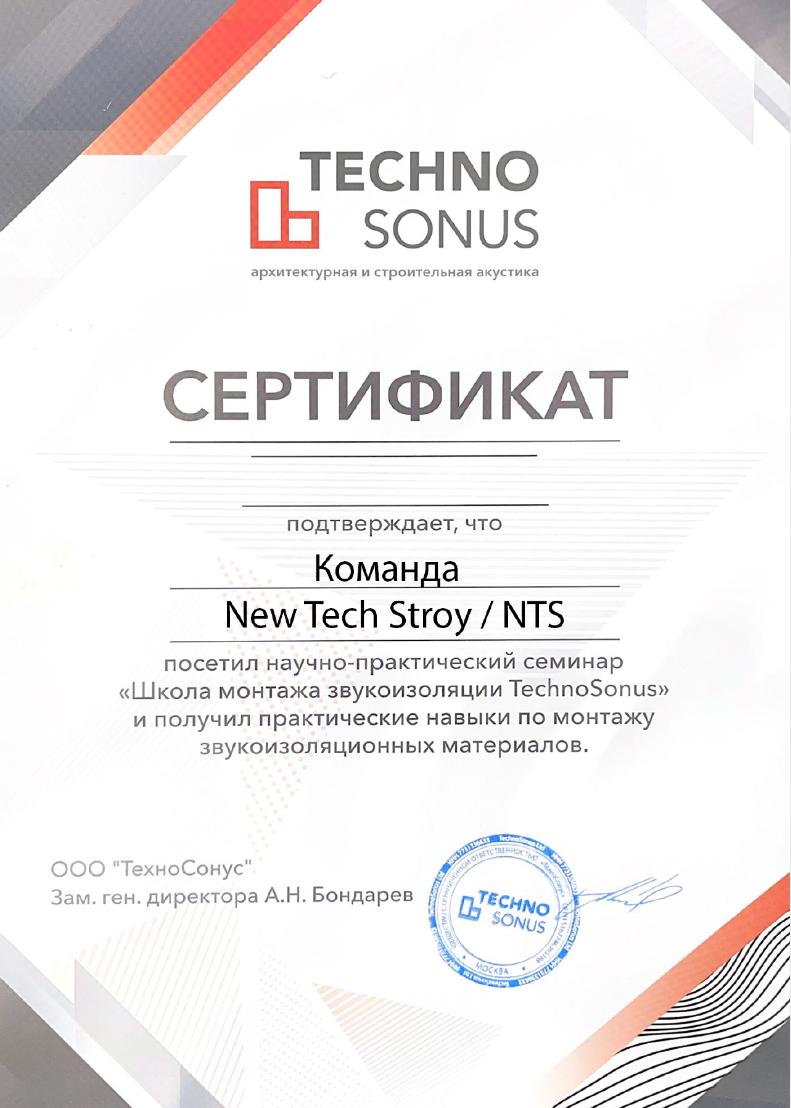 TECHNO
SONUS
архитектурная и строительная акустика
СЕРТИФИКАТ
подтверждает, что
Команда
New Tech Stroy / NTS
посетил научно-практический семинар
«Школа монтажа звукоизоляции TechnoSonus»
и получил практические навыки по монтажу
звукоизоляционных материалов.
ООО "ТехноСонус"
Зам. ген. директора А.Н. Бондарев
TECHNO
SONUS
МОСКВА